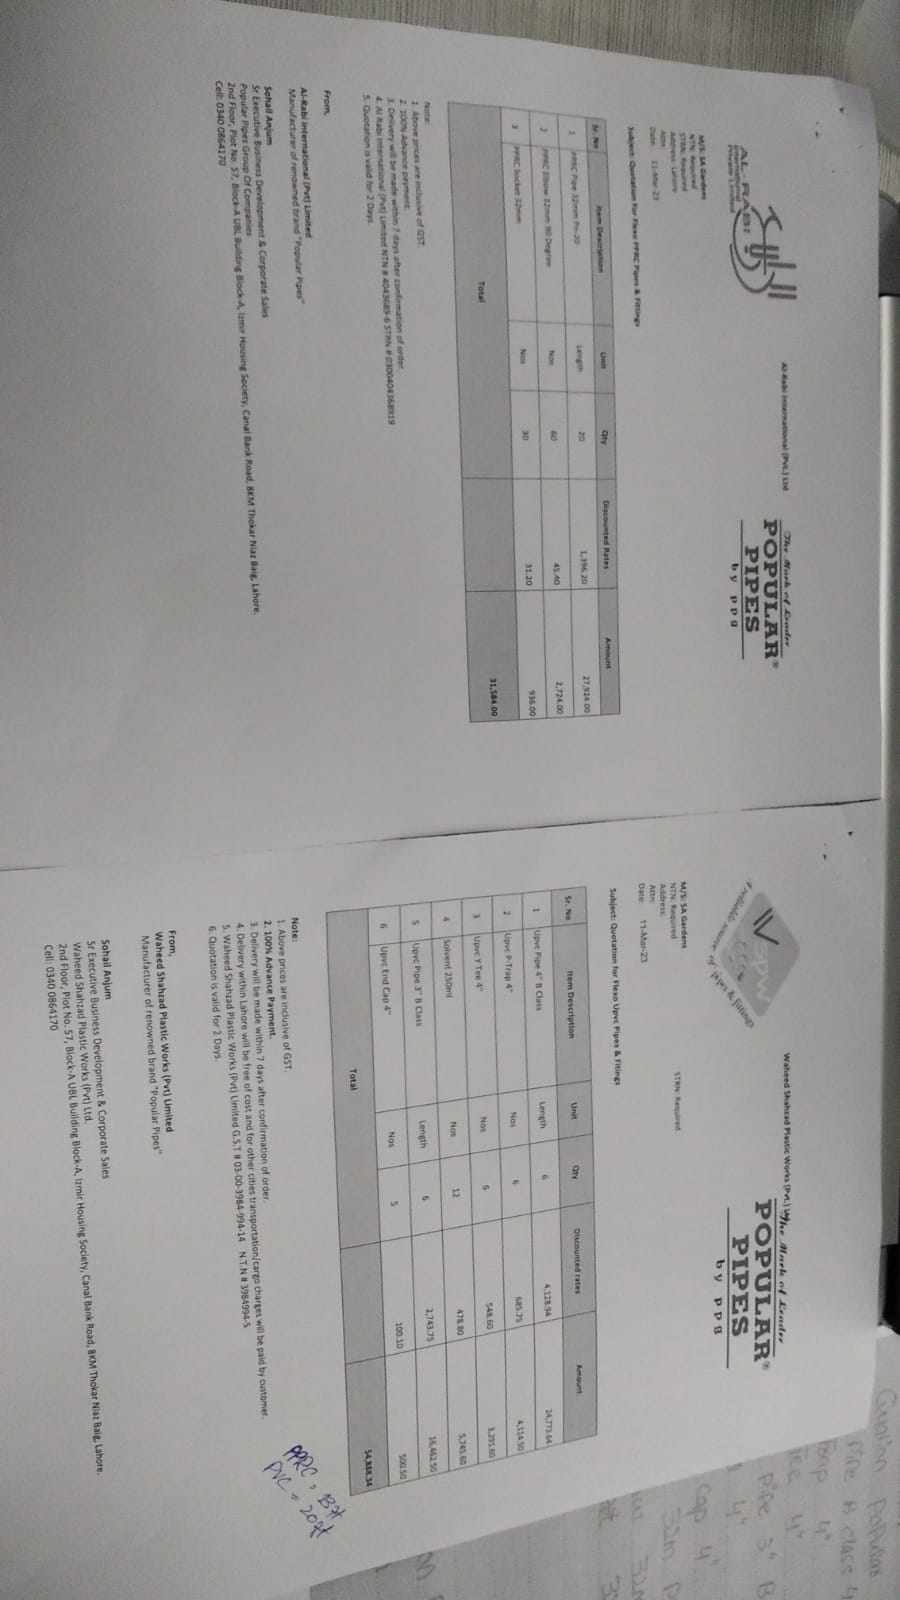 الربیع
AL-RABI
International
Private Limited
Al-Rabi International (Pvt.) Ltd
The Mark of Leader
POPULAR®
PIPES
by ppg
M/S: SA Gardens
NTN: Required
STRN: Required
Address: Lahore
Attn:
Date: 11-Mar-23
Subject: Quotation For Flexo PPRC Pipes & Fittings
Sr. No Item Description Unit Qty Discounted Rates Amount
1 PPRC Pipe 32mm Pn-20 Length 20 1,396.20 27,924.00
2 PPRC Elbow 32mm 90 Degree Nos 60 45.40 2,724.00
3 PPRC Socket 32mm Nos 30 31.20 936.00
Total 31,584.00
Note:
1. Above prices are inclusive of GST.
2. 100% Advance payment.
3. Delivery will be made within 7 days after confirmation of order.
4. Al Rabi International (Pvt) Limited NTN # 4043689-6 STRN # 0300404368919
5. Quotation is valid for 2 Days.
From,
Al-Rabi International (Pvt) Limited
Manufacturer of renowned brand "Popular Pipes"
Sohail Anjum
Sr Executive Business Development & Corporate Sales
Popular Pipes Group Of Companies
2nd Floor, Plot No. 57, Block-A UBL Building Block-A, Izmir Housing Society, Canal Bank Road, 8KM Thokar Niaz Baig, Lahore.
Cell: 0340 0864170
of pipes & fittings
Waheed Shahzad Plastic Works (Pvt.)
The Mark of Leader
POPULAR®
PIPES
by ppg
M/S: SA Gardens
NTN: Required STRN: Required
Address:
Attn:
Date: 11-Mar-23
Subject: Quotation for Flexo Upvc Pipes & Fitings
Sr. No Item Description Unit Qty Discounted rates Amount
1 Upvc Pipe 4" B Class Length 6 4,128.94 24,773.64
2 Upvc P-Trap 4" Nos 6 685.75 4,114.50
3 Upvc Y Tee 4" Nos 6 548.60 3,291.60
4 Solvent 250ml Nos 12 478.80 5,745.60
5 Upvc Pipe 3" B Class Length 6 2,743.75 16,462.50
6 Upvc End Cap 4" Nos 5 100.10 500.50
Total 54,888.34
Note:
1. Above prices are inclusive of GST.
2. 100% Advance Payment.
3. Delivery will be made within 7 days after confirmation of order.
4. Delivery within Lahore will be free of cost and for other cities transportation/cargo charges will be paid by customer.
5. Waheed Shahzad Plastic Works (Pvt) Limited G.S.T # 03-00-3984-994-14 N.T.N # 3984994-5
6. Quotation is valid for 2 Days.
PPRC =
PVC =
From,
Waheed Shahzad Plastic Works (Pvt) Limited
Manufacturer of renowned brand "Popular Pipes"
Sohail Anjum
Sr Executive Business Development & Corporate Sales
Waheed Shahzad Plastic Works (Pvt) Ltd.
2nd Floor, Plot No. 57, Block-A UBL Building Block-A, Izmir Housing Society, Canal Bank Road, 8KM Thokar Niaz Baig, Lahore.
Cell: 0340 0864170
popular
B class 4
4"
4"
pipe 3" B
4"
Cap 4"
32m P